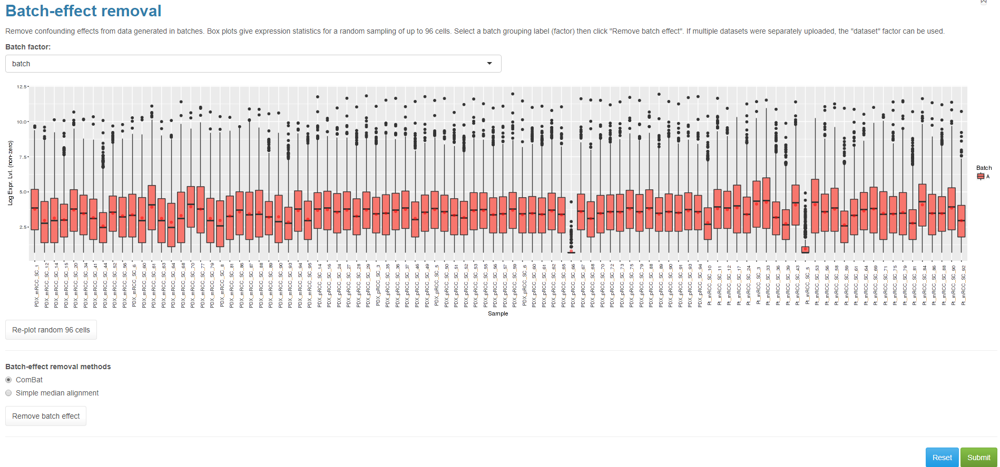 Batch-effect removal
Remove confounding effects from data generated in batches. Box plots give expression statistics for a random sampling of up to 96 cells. Select a batch grouping label (factor) then click "Remove batch effect". If multiple datasets were separately uploaded, the "dataset" factor can be used.
Batch factor:
batch
12.5
10.0
7.5
5.0
2.5
Log Expr. Lvl. (non-zero)
PDX_mRCC_SC_1
PDX_mRCC_SC_12
PDX_mRCC_SC_14
PDX_mRCC_SC_15
PDX_mRCC_SC_20
PDX_mRCC_SC_34
PDX_mRCC_SC_41
PDX_mRCC_SC_44
PDX_mRCC_SC_52
PDX_mRCC_SC_56
PDX_mRCC_SC_6
PDX_mRCC_SC_60
PDX_mRCC_SC_61
PDX_mRCC_SC_63
PDX_mRCC_SC_64
PDX_mRCC_SC_68
PDX_mRCC_SC_70
PDX_mRCC_SC_77
PDX_mRCC_SC_79
PDX_mRCC_SC_8
PDX_mRCC_SC_81
PDX_mRCC_SC_86
PDX_mRCC_SC_87
PDX_mRCC_SC_88
PDX_mRCC_SC_89
PDX_mRCC_SC_90
PDX_mRCC_SC_93
PDX_mRCC_SC_94
PDX_mRCC_SC_95
PDX_pRCC_SC_14
PDX_pRCC_SC_16
PDX_pRCC_SC_24
PDX_pRCC_SC_27
PDX_pRCC_SC_28
PDX_pRCC_SC_29
PDX_pRCC_SC_3
PDX_pRCC_SC_35
PDX_pRCC_SC_36
PDX_pRCC_SC_37
PDX_pRCC_SC_46
PDX_pRCC_SC_49
PDX_pRCC_SC_5
PDX_pRCC_SC_50
PDX_pRCC_SC_51
PDX_pRCC_SC_52
PDX_pRCC_SC_53
PDX_pRCC_SC_55
PDX_pRCC_SC_56
PDX_pRCC_SC_57
PDX_pRCC_SC_59
PDX_pRCC_SC_6
PDX_pRCC_SC_60
PDX_pRCC_SC_61
PDX_pRCC_SC_62
PDX_pRCC_SC_65
PDX_pRCC_SC_66
PDX_pRCC_SC_67
PDX_pRCC_SC_68
PDX_pRCC_SC_70
PDX_pRCC_SC_72
PDX_pRCC_SC_73
PDX_pRCC_SC_75
PDX_pRCC_SC_79
PDX_pRCC_SC_88
PDX_pRCC_SC_89
PDX_pRCC_SC_90
PDX_pRCC_SC_91
PDX_pRCC_SC_93
PDX_pRCC_SC_94
Pt_mRCC_SC_10
Pt_mRCC_SC_11
Pt_mRCC_SC_12
Pt_mRCC_SC_17
Pt_mRCC_SC_24
Pt_mRCC_SC_3
Pt_mRCC_SC_33
Pt_mRCC_SC_36
Pt_mRCC_SC_39
Pt_mRCC_SC_43
Pt_mRCC_SC_5
Pt_mRCC_SC_53
Pt_mRCC_SC_56
Pt_mRCC_SC_58
Pt_mRCC_SC_59
Pt_mRCC_SC_61
Pt_mRCC_SC_64
Pt_mRCC_SC_69
Pt_mRCC_SC_71
Pt_mRCC_SC_75
Pt_mRCC_SC_79
Pt_mRCC_SC_81
Pt_mRCC_SC_84
Pt_mRCC_SC_86
Pt_mRCC_SC_88
Pt_mRCC_SC_90
Pt_mRCC_SC_92
Sample
Batch
A
Re-plot random 96 cells
Batch-effect removal methods
ComBat
Simple median alignment
Remove batch effect
Reset
Submit